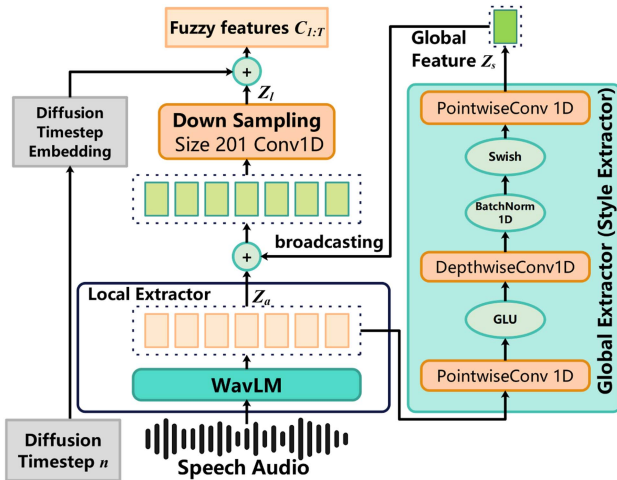 Fuzzy features C1:T
Global
Feature Zs
+
Zl
Diffusion
Timestep
Embedding
Down Sampling
Size 201 Conv1D
PointwiseConv 1D
Swish
BatchNorm
1D
DepthwiseConv1D
GLU
PointwiseConv 1D
Global Extractor (Style Extractor)
broadcasting
+
Local Extractor
Za
WavLM
Diffusion
Timestep n
Speech Audio